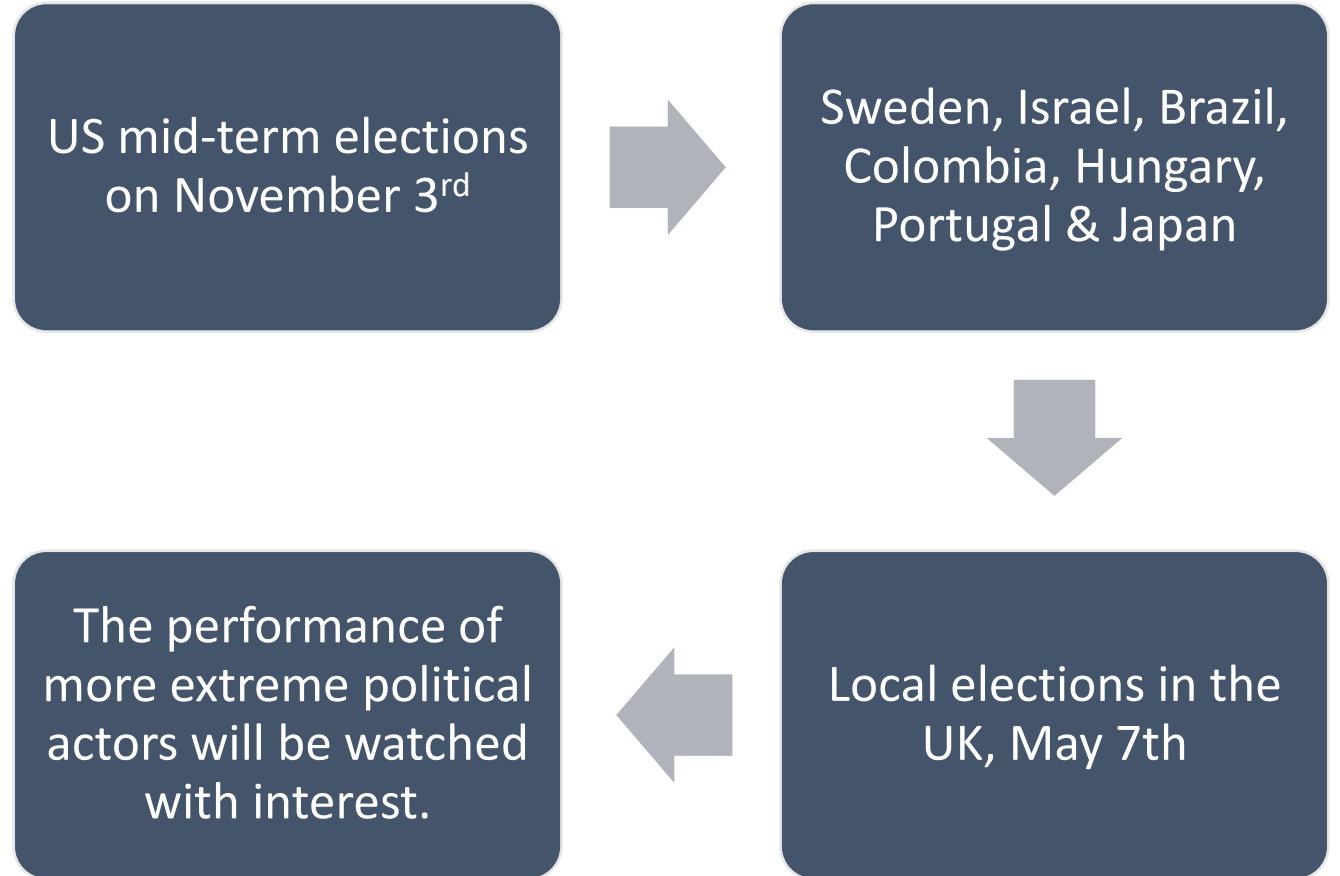 US mid-term elections
on November 3rd
Sweden, Israel, Brazil,
Colombia, Hungary,
Portugal & Japan
Local elections in the
UK, May 7th
The performance of
more extreme political
actors will be watched
with interest.